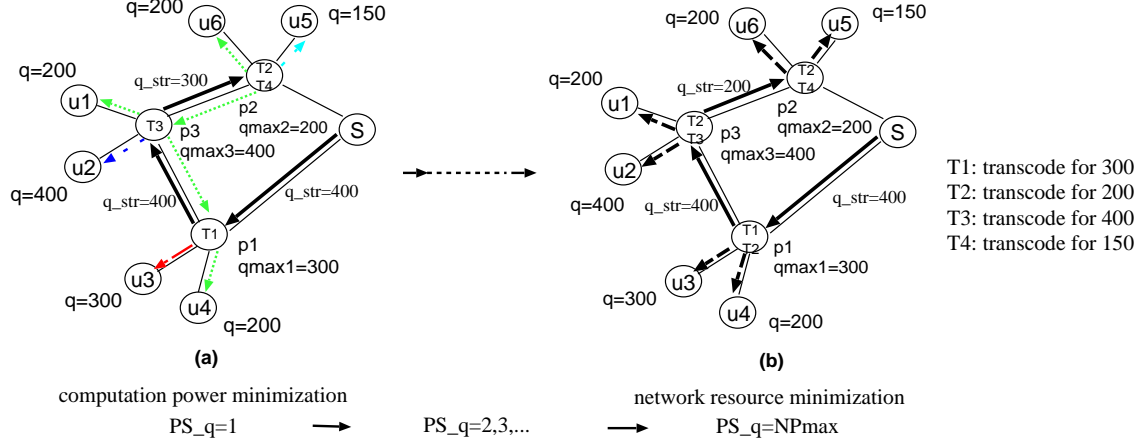 u6
u5
q=150
q=200
T2
T4
q_str=300
p2
qmax2=200
q=200
u1
T3
p3
qmax3=400
S
u2
q=400
q_str=400
q_str=400
T1
p1
qmax1=300
u3
q=300
u4
q=200
(a)
u6
u5
q=150
q=200
T2
T4
q_str=200
p2
qmax2=200
q=200
u1
T2
T3
p3
qmax3=400
S
u2
q=400
q_str=400
q_str=400
T1
T2
p1
qmax1=300
u3
q=300
u4
q=200
(b)
T1: transcode for 300
T2: transcode for 200
T3: transcode for 400
T4: transcode for 150
computation power minimization
network resource minimization
PS_q=1
PS_q=2,3,...
PS_q=NPmax